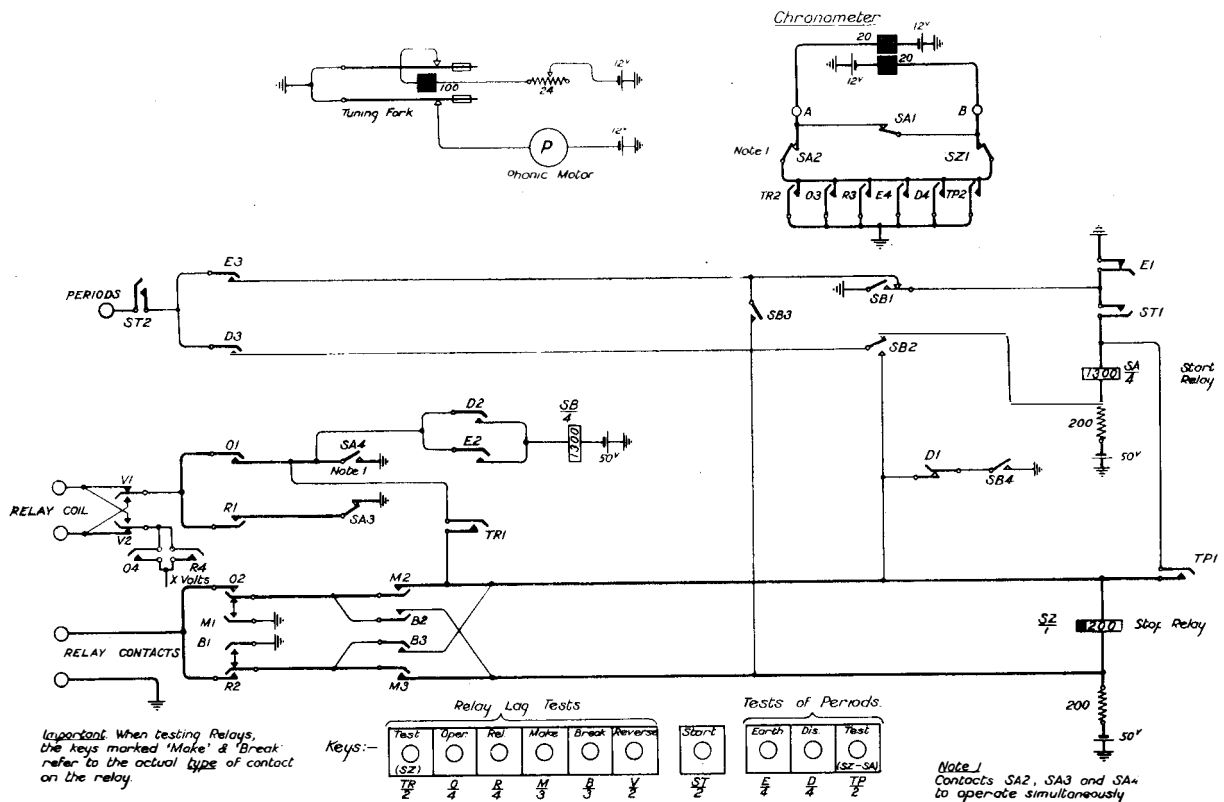 Chronometer
12V
20
20
12V
12V
100
24
Tuning Fork
A
B
SA1
Note 1
SA2
SZ1
12V
P
Phonic Motor
TR2
O3
R3
E4
D4
TP2
E3
E1
PERIODS
ST2
SB1
SB3
ST1
D3
SB2
SA
4
1300
Start
Relay
D2
SB
4
200
O1
SA4
E2
1300
50V
Note 1
D1
50V
V1
SB4
RELAY COIL
R1
SA3
V2
TR1
O4
R4
TP1
X Volts
O2
M2
M1
B2
SZ
1
200
Stop Relay
B1
B3
RELAY CONTACTS
R2
M3
200
50V
Relay Lag Tests
Tests of Periods.
Important. When testing Relays,
the keys marked 'Make' & 'Break'
refer to the actual type of contact
on the relay.
Keys:-
Test
(SZ)
Oper.
Rel.
Make
Break
Reverse
Start
Earth
Dis.
Test
(SZ-SA)
TR
2
O
4
R
4
M
3
B
3
V
2
ST
2
E
4
D
4
TP
2
Note 1
Contacts SA2, SA3 and SA4
to operate simultaneously